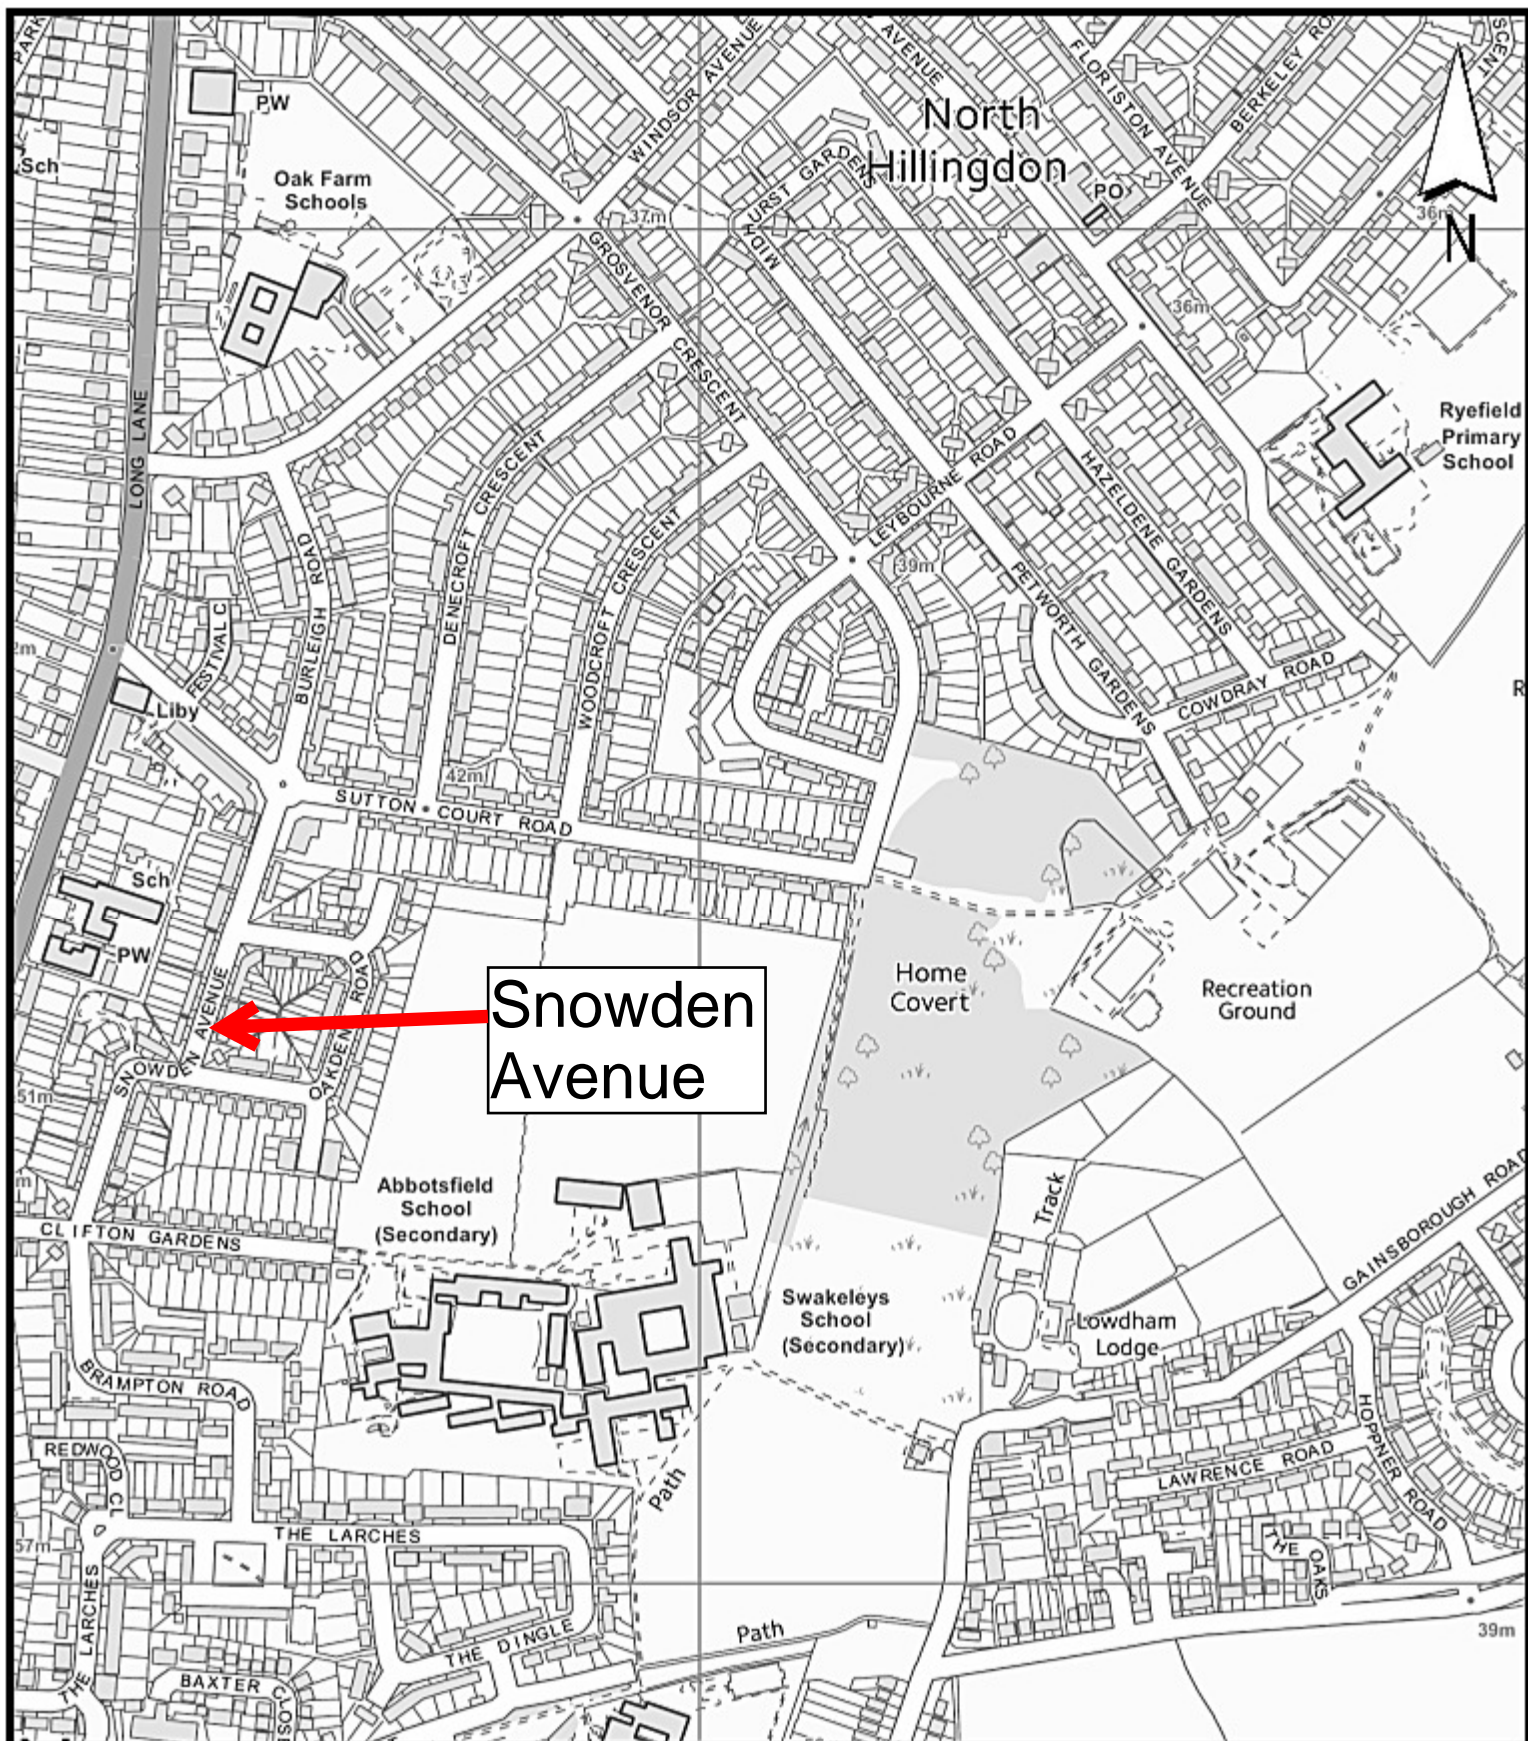 PARK
PW
Sch
Oak Farm
Schools
WINDSOR AVENUE
AVENUE
FLORISTON AVENUE
BERKELEY RO
SCENT
North
Hillingdon
PO
N
36m
37m
MIDHURST GARDENS
GROSVENOR CRESCENT
36m
LONG LANE
Ryefield
Primary
School
DENECROFT CRESCENT
WOODCROFT CRESCENT
LEYBOURNE ROAD
HAZELDENE GARDENS
BURLEIGH ROAD
39m
PETWORTH GARDENS
FESTIVAL C
2m
COWDRAY ROAD
R
Liby
42m
SUTTON COURT ROAD
Sch
PW
Snowden
Avenue
SNOWDEN AVENUE
OAKDEN ROAD
Home
Covert
Recreation
Ground
51m
m
Abbotsfield
School
(Secondary)
Track
GAINSBOROUGH ROAD
CLIFTON GARDENS
Swakeleys
School
(Secondary)
Lowdham
Lodge
BRAMPTON ROAD
HOPPNER ROAD
REDWOOD CL
LAWRENCE ROAD
Path
THE LARCHES
57m
THE OAKS
THE LARCHES
THE DINGLE
Path
39m
BAXTER CLOSE